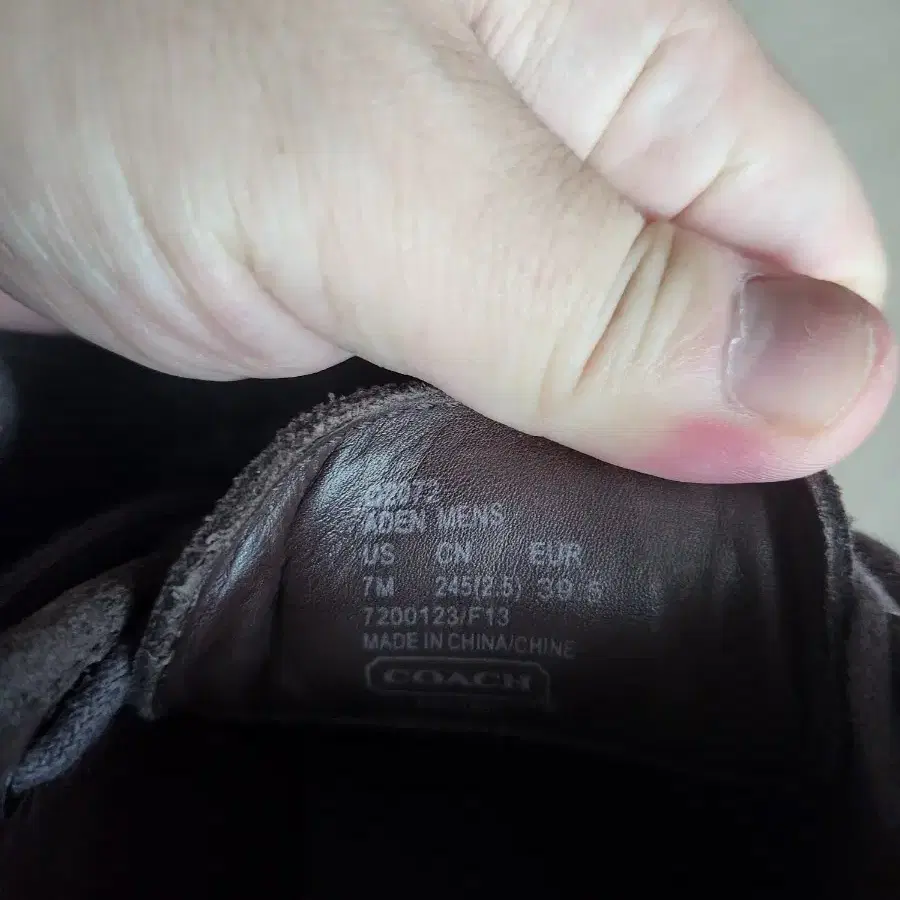 ADEN MENS
US CN EUR
7M 245(2.5) 39.5
7200123/F13
MADE IN CHINA/CHINE
COACH